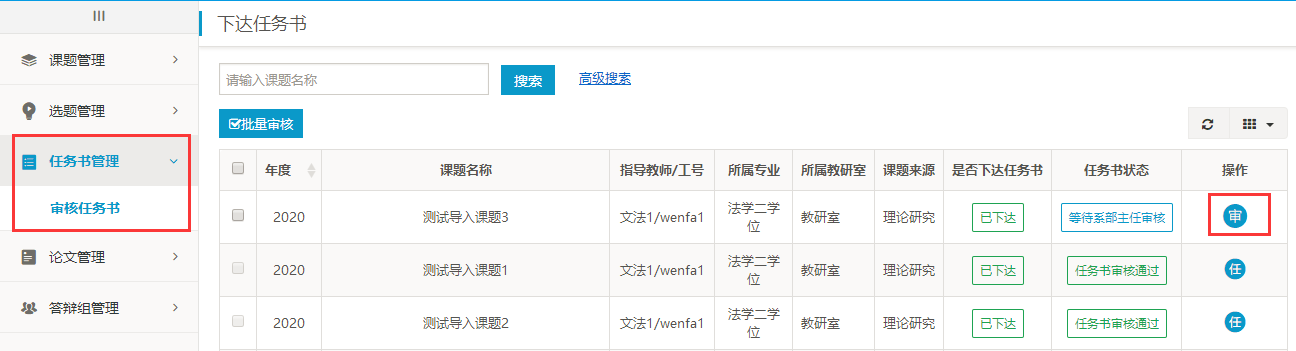 下达任务书
课题管理
选题管理
任务书管理
审核任务书
论文管理
答辩组管理
请输入课题名称
搜索
高级搜索
批量审核
年度 课题名称 指导教师/工号 所属专业 所属教研室 课题来源 是否下达任务书 任务书状态 操作
2020 测试导入课题3 文法1/wenfa1 法学二学位 教研室 理论研究 已下达 等待系部主任审核 审
2020 测试导入课题1 文法1/wenfa1 法学二学位 教研室 理论研究 已下达 任务书审核通过 任
2020 测试导入课题2 文法1/wenfa1 法学二学位 教研室 理论研究 已下达 任务书审核通过 任